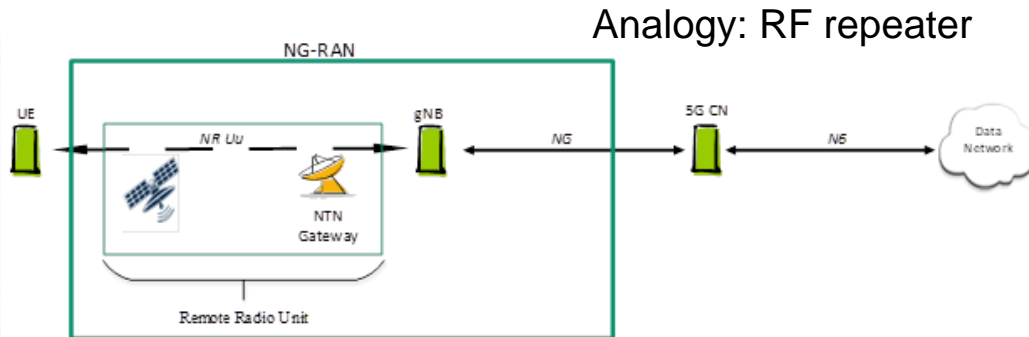 Analogy: RF repeater
NG-RAN
UE
NR Uu
gNB
NG
5G CN
N6
Data
Network
NTN
Gateway
Remote Radio Unit